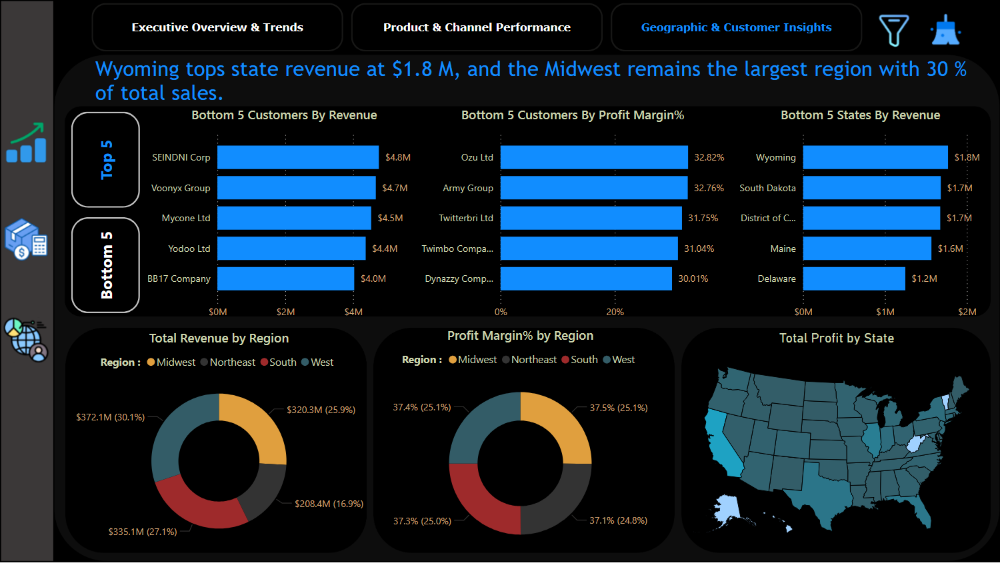 Executive Overview & Trends
Product & Channel Performance
Geographic & Customer Insights
Wyoming tops state revenue at $1.8 M, and the Midwest remains the largest region with 30 %
of total sales.
Top 5
Bottom 5
Bottom 5 Customers By Revenue
SEINDNI Corp
$4.8M
Voonyx Group
$4.7M
Mycone Ltd
$4.5M
Yodoo Ltd
$4.4M
BB17 Company
$4.0M
$0M
$2M
$4M
Bottom 5 Customers By Profit Margin%
Ozu Ltd
32.82%
Army Group
32.76%
Twitterbri Ltd
31.75%
Twimbo Compa...
31.04%
Dynazzy Comp...
30.01%
0%
20%
Bottom 5 States By Revenue
Wyoming
$1.8M
South Dakota
$1.7M
District of C...
$1.7M
Maine
$1.6M
Delaware
$1.2M
$0M
$1M
$2M
Total Revenue by Region
Region : Midwest Northeast South West
$320.3M (25.9%)
$372.1M (30.1%)
$208.4M (16.9%)
$335.1M (27.1%)
Profit Margin% by Region
Region : Midwest Northeast South West
37.4% (25.1%)
37.5% (25.1%)
37.3% (25.0%)
37.1% (24.8%)
Total Profit by State